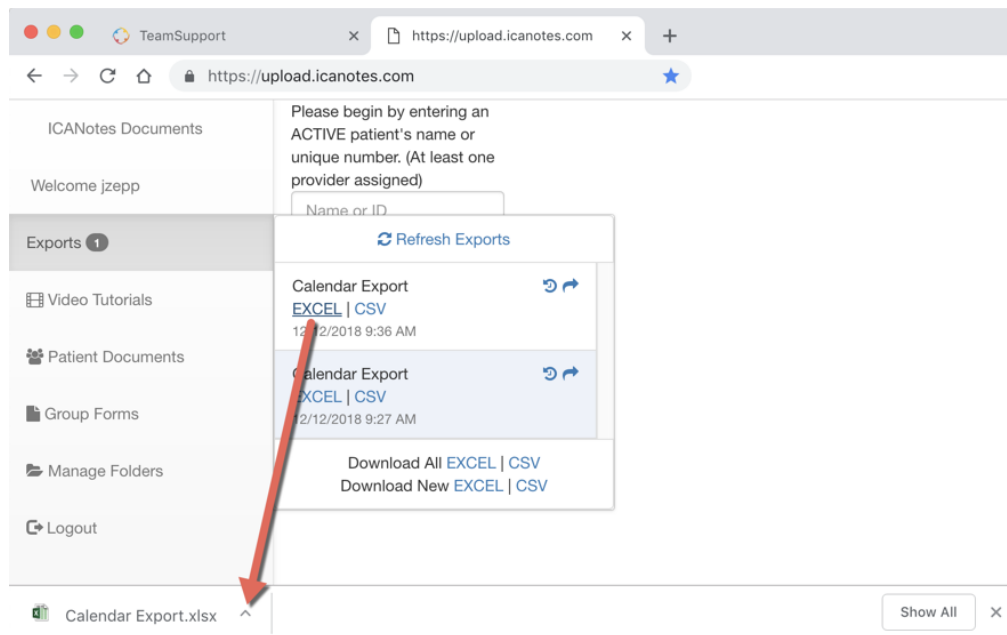 TeamSupport
https://upload.icanotes.com
https://upload.icanotes.com
ICANotes Documents
Welcome jzepp
Exports 1
Video Tutorials
Patient Documents
Group Forms
Manage Folders
Logout
Please begin by entering an
ACTIVE patient's name or
unique number. (At least one
provider assigned)
Name or ID
Refresh Exports
Calendar Export
EXCEL | CSV
12/12/2018 9:36 AM
Calendar Export
EXCEL | CSV
12/12/2018 9:27 AM
Download All EXCEL | CSV
Download New EXCEL | CSV
Calendar Export.xlsx
Show All